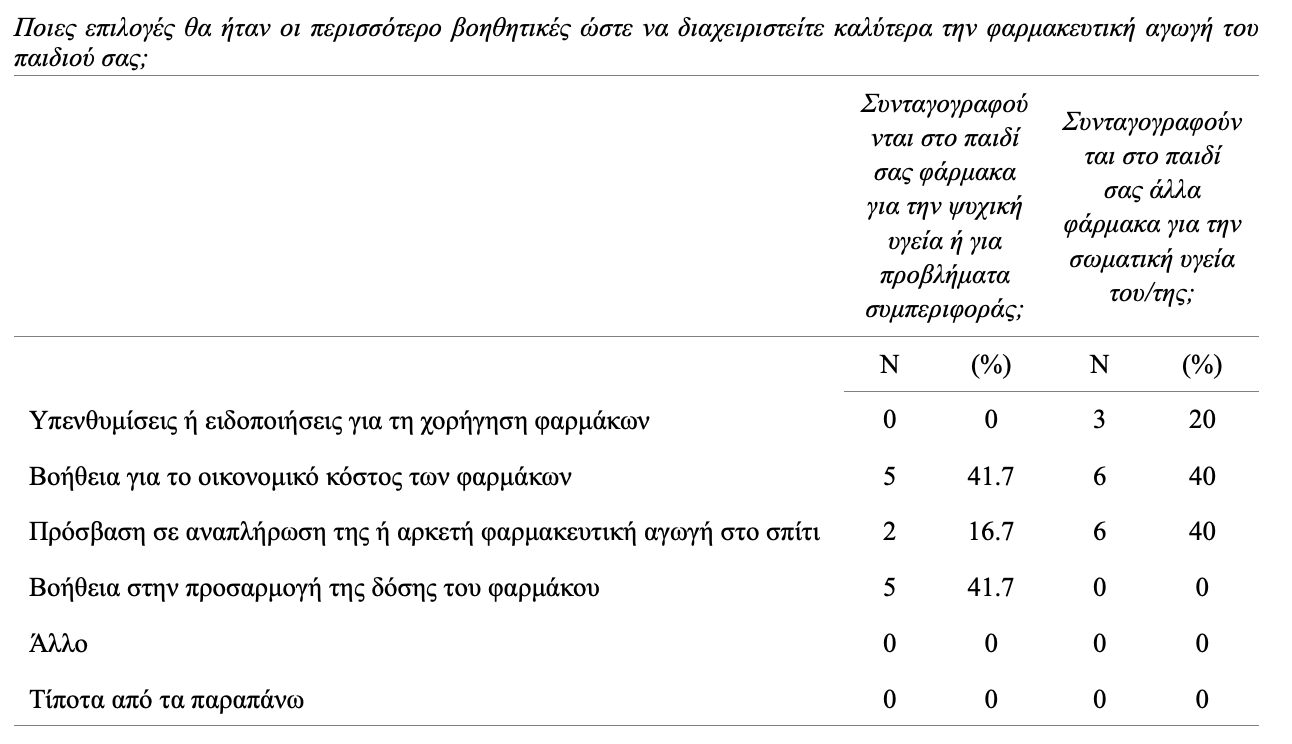 Ποιες επιλογές θα ήταν οι περισσότερο βοηθητικές ώστε να διαχειριστείτε καλύτερα την φαρμακευτική αγωγή του
παιδιού σας;
Συνταγογραφού
νται στο παιδί
σας φάρμακα
για την ψυχική
υγεία ή για
προβλήματα
συμπεριφοράς;
Συνταγογραφούν
ται στο παιδί
σας άλλα
φάρμακα για την
σωματική υγεία
του/της;
N (%) N (%)
Υπενθυμίσεις ή ειδοποιήσεις για τη χορήγηση φαρμάκων 0 0 3 20
Βοήθεια για το οικονομικό κόστος των φαρμάκων 5 41.7 6 40
Πρόσβαση σε αναπλήρωση της ή αρκετή φαρμακευτική αγωγή στο σπίτι 2 16.7 6 40
Βοήθεια στην προσαρμογή της δόσης του φαρμάκου 5 41.7 0 0
Άλλο 0 0 0 0
Τίποτα από τα παραπάνω 0 0 0 0